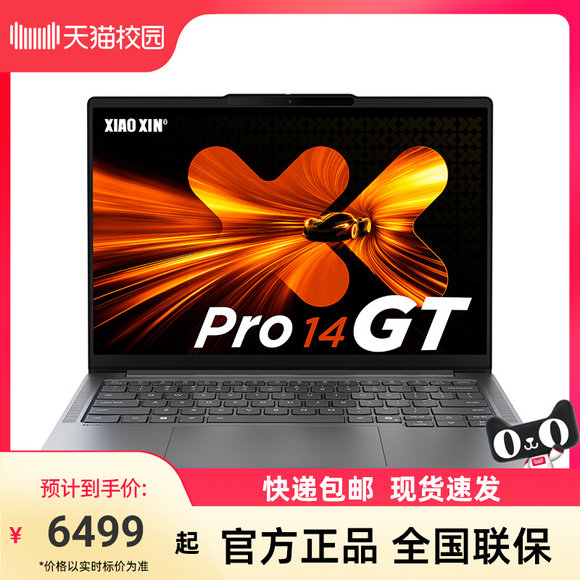 天猫校园
XIAO XIN
Pro 14 GT
快递包邮 现货速发
预计到手价:
¥ 6499 起
*价格以实时标价为准
官方正品 全国联保